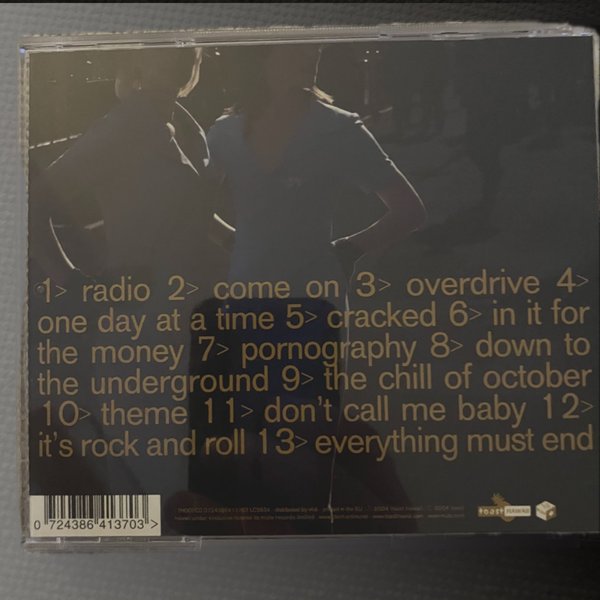 1> radio 2> come on 3> overdrive 4>
one day at a time 5> cracked 6> in it for
the money 7> pornography 8> down to
the underground 9> the chill of october
10> theme 11> don't call me baby 12>
it's rock and roll 13> everything must end
0 724386 413703 >
toast HAWAII